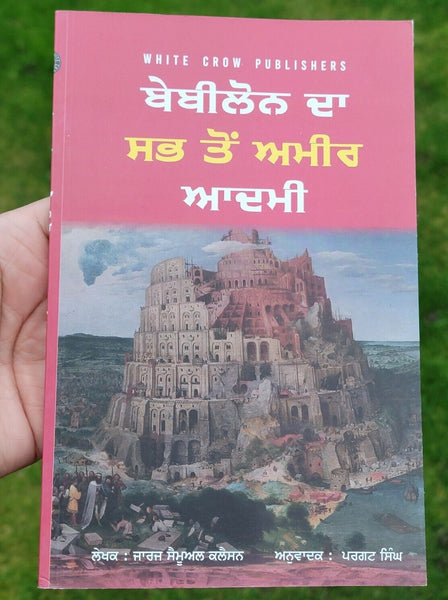 WHITE CROW PUBLISHERS
ਬੇਬੀਲੋਨ ਦਾ
ਸਭ ਤੋਂ ਅਮੀਰ
ਆਦਮੀ
ਲੇਖਕ : ਜਾਰਜ ਸੈਮੂਅਲ ਕਲੈਸਨ ਅਨੁਵਾਦਕ : ਪਰਗਟ ਸਿੰਘ